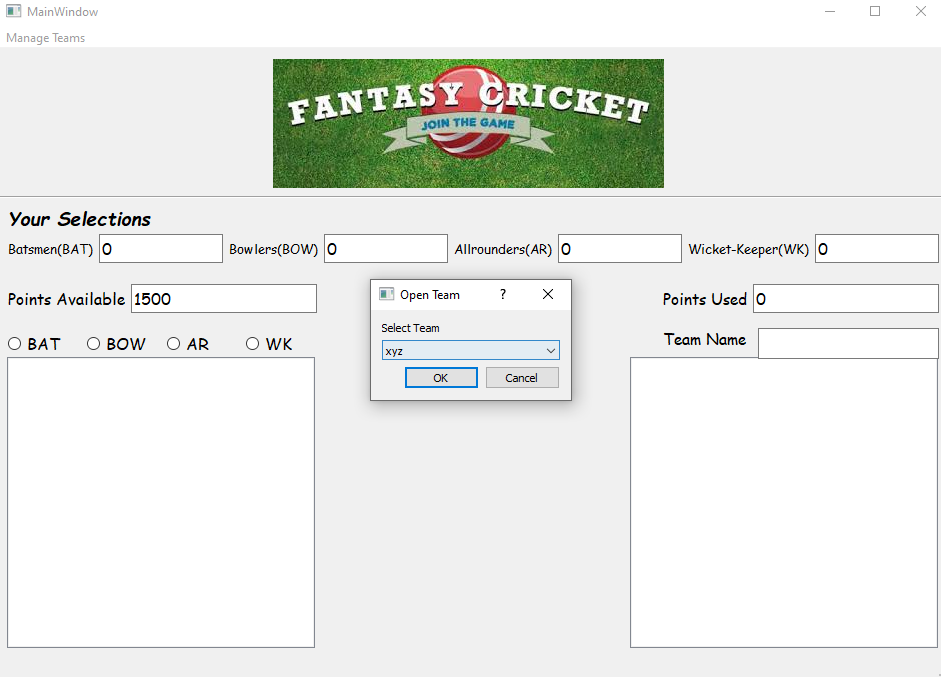 MainWindow
Manage Teams
FANTASY CRICKET
JOIN THE GAME
Your Selections
Batsmen(BAT) 0 Bowlers(BOW) 0 Allrounders(AR) 0 Wicket-Keeper(WK) 0
Points Available 1500 Points Used 0
Open Team ?
Select Team
xyz
OK Cancel
BAT BOW AR WK Team Name